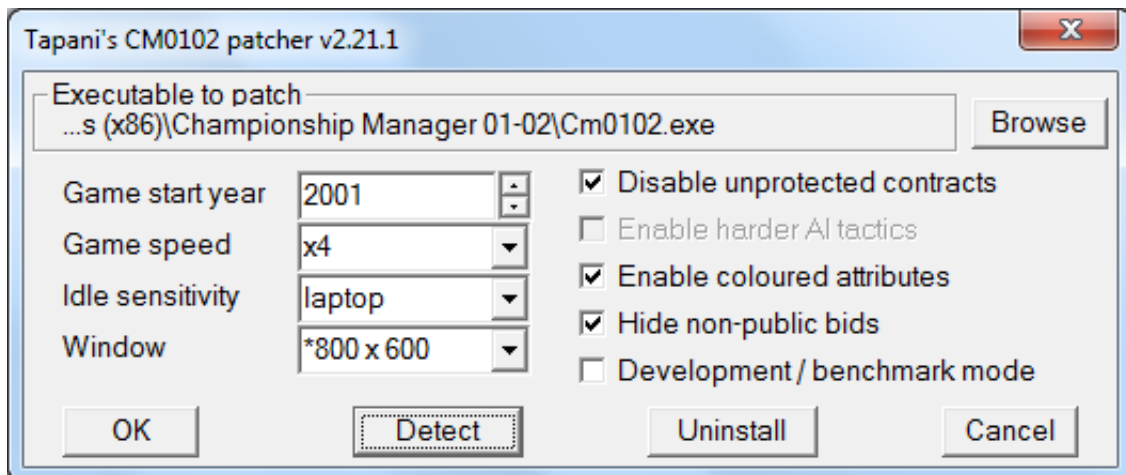 Tapani's CM0102 patcher v2.21.1
Executable to patch
...s (x86)\Championship Manager 01-02\Cm0102.exe
Browse
Game start year
2001
Disable unprotected contracts
Game speed
x4
Enable harder AI tactics
Idle sensitivity
laptop
Enable coloured attributes
Window
*800 x 600
Hide non-public bids
Development / benchmark mode
OK
Detect
Uninstall
Cancel